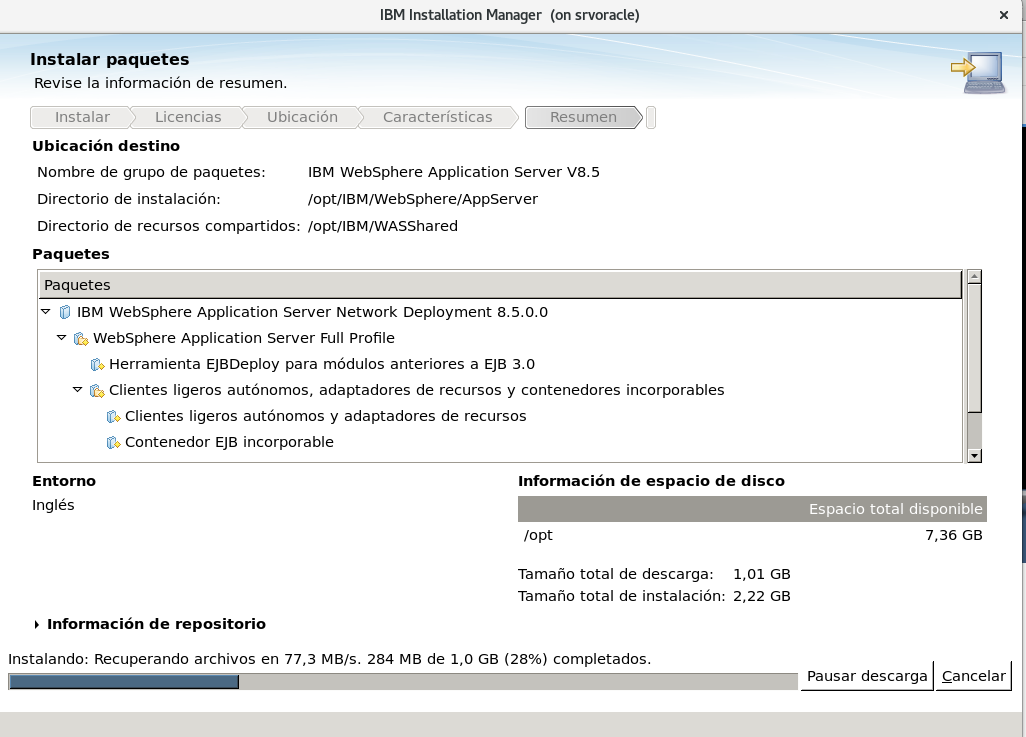 IBM Installation Manager (on srvoracle)
Instalar paquetes
Revise la información de resumen.
Instalar
Licencias
Ubicación
Características
Resumen
Ubicación destino
Nombre de grupo de paquetes: IBM WebSphere Application Server V8.5
Directorio de instalación: /opt/IBM/WebSphere/AppServer
Directorio de recursos compartidos: /opt/IBM/WASShared
Paquetes
Paquetes
IBM WebSphere Application Server Network Deployment 8.5.0.0
WebSphere Application Server Full Profile
Herramienta EJBDeploy para módulos anteriores a EJB 3.0
Clientes ligeros autónomos, adaptadores de recursos y contenedores incorporables
Clientes ligeros autónomos y adaptadores de recursos
Contenedor EJB incorporable
Entorno
Inglés
Información de espacio de disco
Espacio total disponible
/opt 7,36 GB
Tamaño total de descarga: 1,01 GB
Tamaño total de instalación: 2,22 GB
Información de repositorio
Instalando: Recuperando archivos en 77,3 MB/s. 284 MB de 1,0 GB (28%) completados.
Pausar descarga
Cancelar